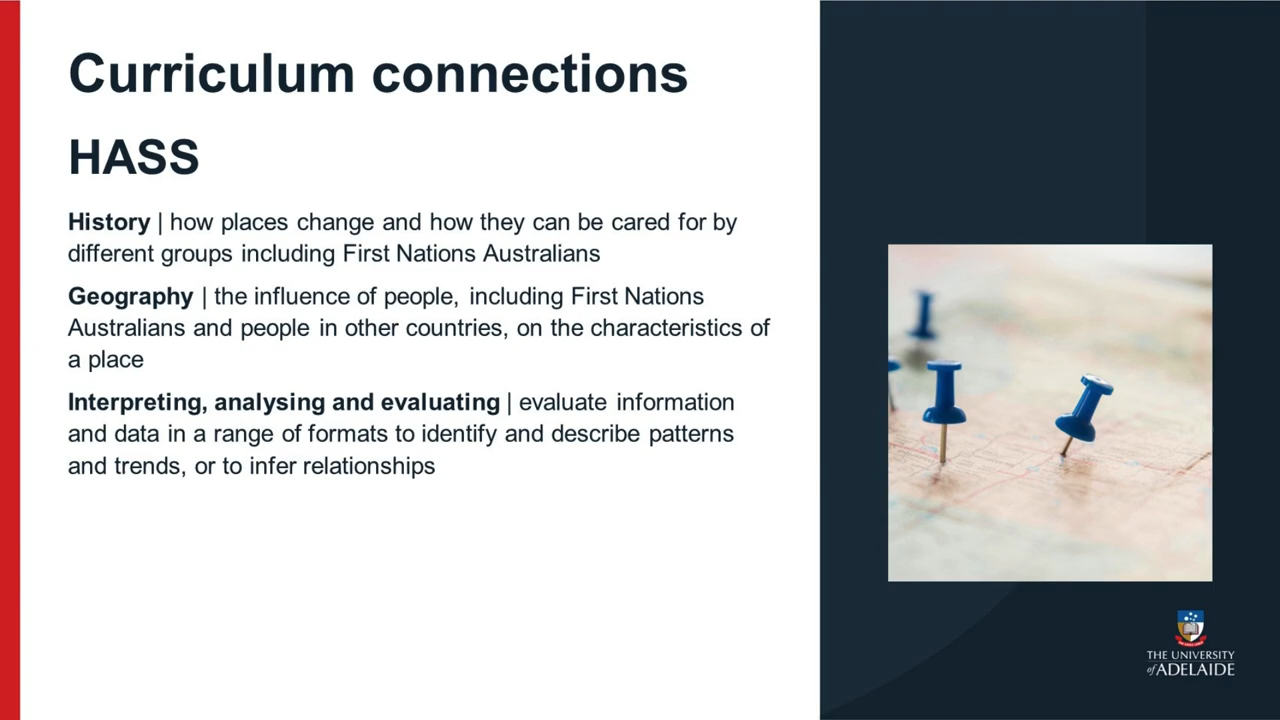 Curriculum connections
HASS
History | how places change and how they can be cared for by
different groups including First Nations Australians
Geography | the influence of people, including First Nations
Australians and people in other countries, on the characteristics of
a place
Interpreting, analysing and evaluating | evaluate information
and data in a range of formats to identify and describe patterns
and trends, or to infer relationships
THE UNIVERSITY
of ADELAIDE